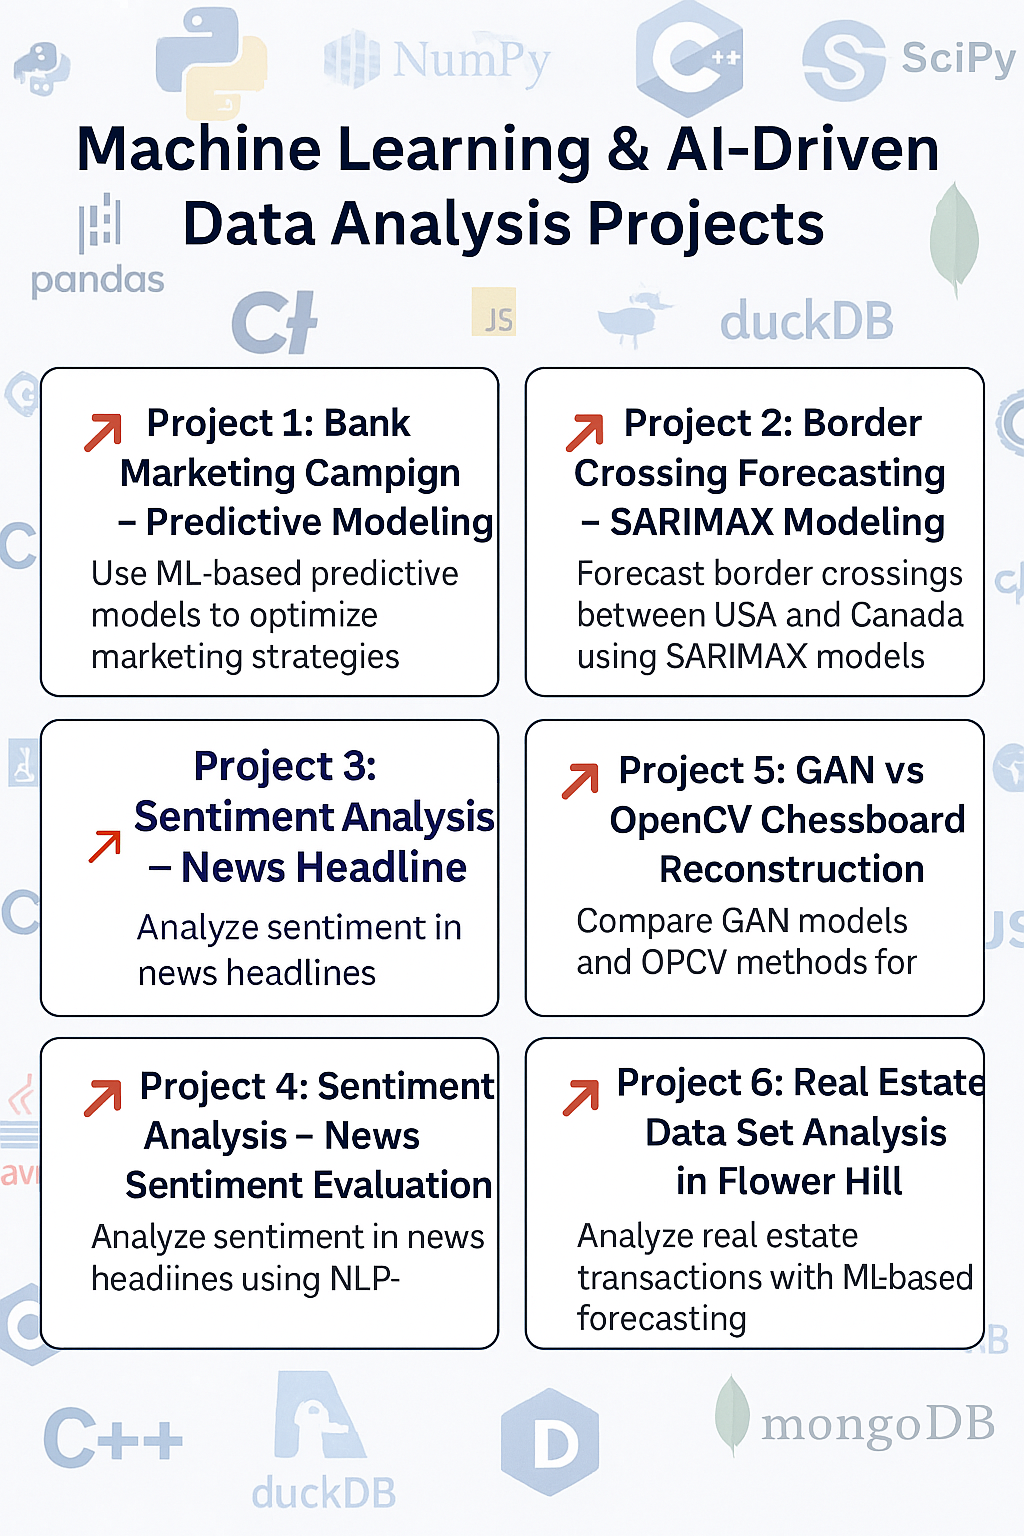 NumPy
C++
SciPy
Machine Learning & AI-Driven
Data Analysis Projects
pandas
JS
duckDB
Project 1: Bank
Marketing Campign
– Predictive Modeling
Use ML-based predictive
models to optimize
marketing strategies
Project 2: Border
Crossing Forecasting
– SARIMAX Modeling
Forecast border crossings
between USA and Canada
using SARIMAX models
Project 3:
Sentiment Analysis
– News Headline
Analyze sentiment in
news headlines
Project 5: GAN vs
OpenCV Chessboard
Reconstruction
Compare GAN models
and OPCV methods for
JS
Project 4: Sentiment
Analysis – News
Sentiment Evaluation
Analyze sentiment in news
headiines using NLP-
Project 6: Real Estate
Data Set Analysis
in Flower Hill
Analyze real estate
transactions with ML-based
forecasting
C++
duckDB
D
mongoDB